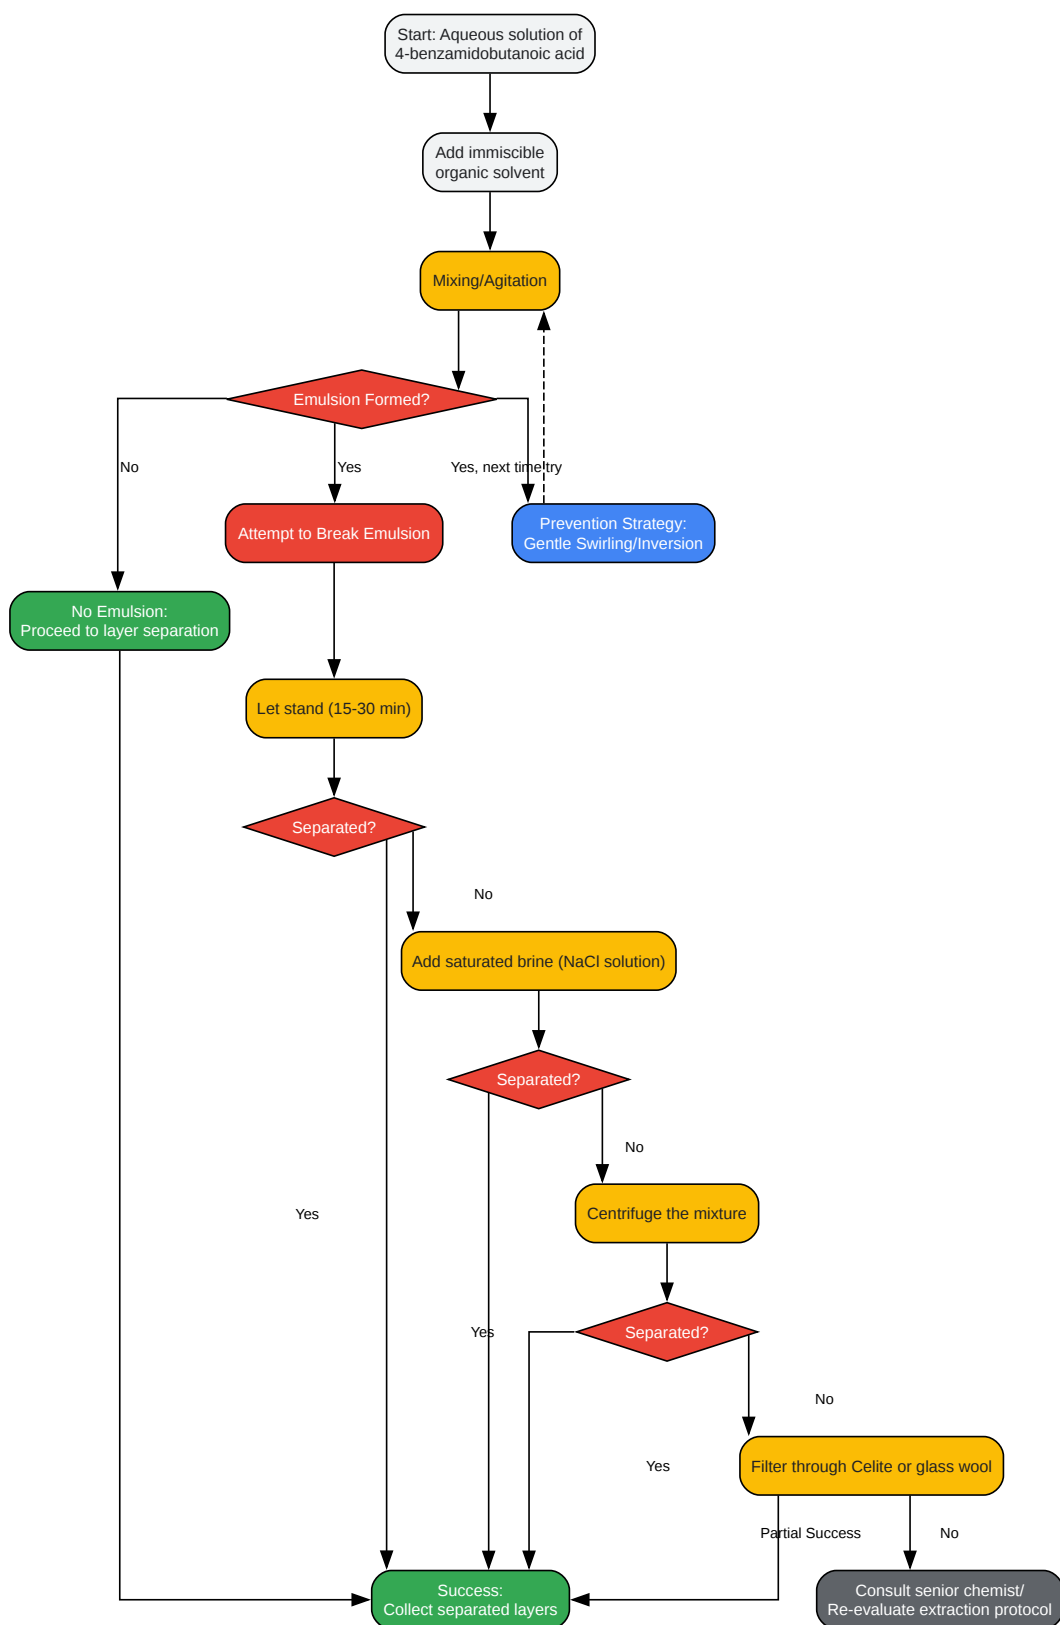 Start: Aqueous solution of
4-benzamidobutanoic acid
Add immiscible
organic solvent
Mixing/Agitation
Emulsion Formed?
No
Yes
Yes, next time try
Attempt to Break Emulsion
Prevention Strategy:
Gentle Swirling/Inversion
No Emulsion:
Proceed to layer separation
Let stand (15-30 min)
Separated?
No
Add saturated brine (NaCl solution)
Separated?
No
Yes
Centrifuge the mixture
Yes
Separated?
No
Yes
Filter through Celite or glass wool
Partial Success
No
Success:
Collect separated layers
Consult senior chemist/
Re-evaluate extraction protocol